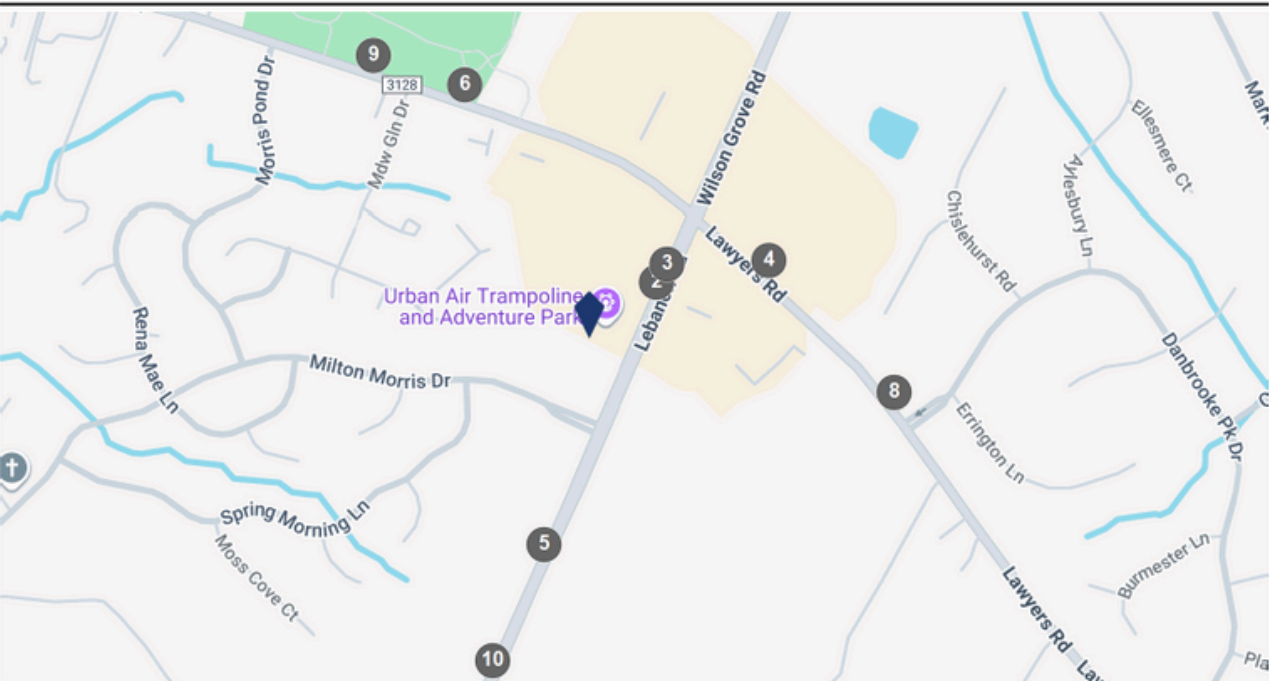 9
3128
6
Morris Pond Dr
Mdw Gln Dr
Wilson Grove Rd
Ellesmere Ct
Aylesbury Ln
Chislehurst Rd
Lawyers Rd
3
4
2
Urban Air Trampoline
and Adventure Park
Rena Mae Ln
Milton Morris Dr
8
Danbrooke Pk Dr
Errington Ln
Spring Morning Ln
Moss Cove Ct
5
Burmester Ln
Lawyers Rd
10